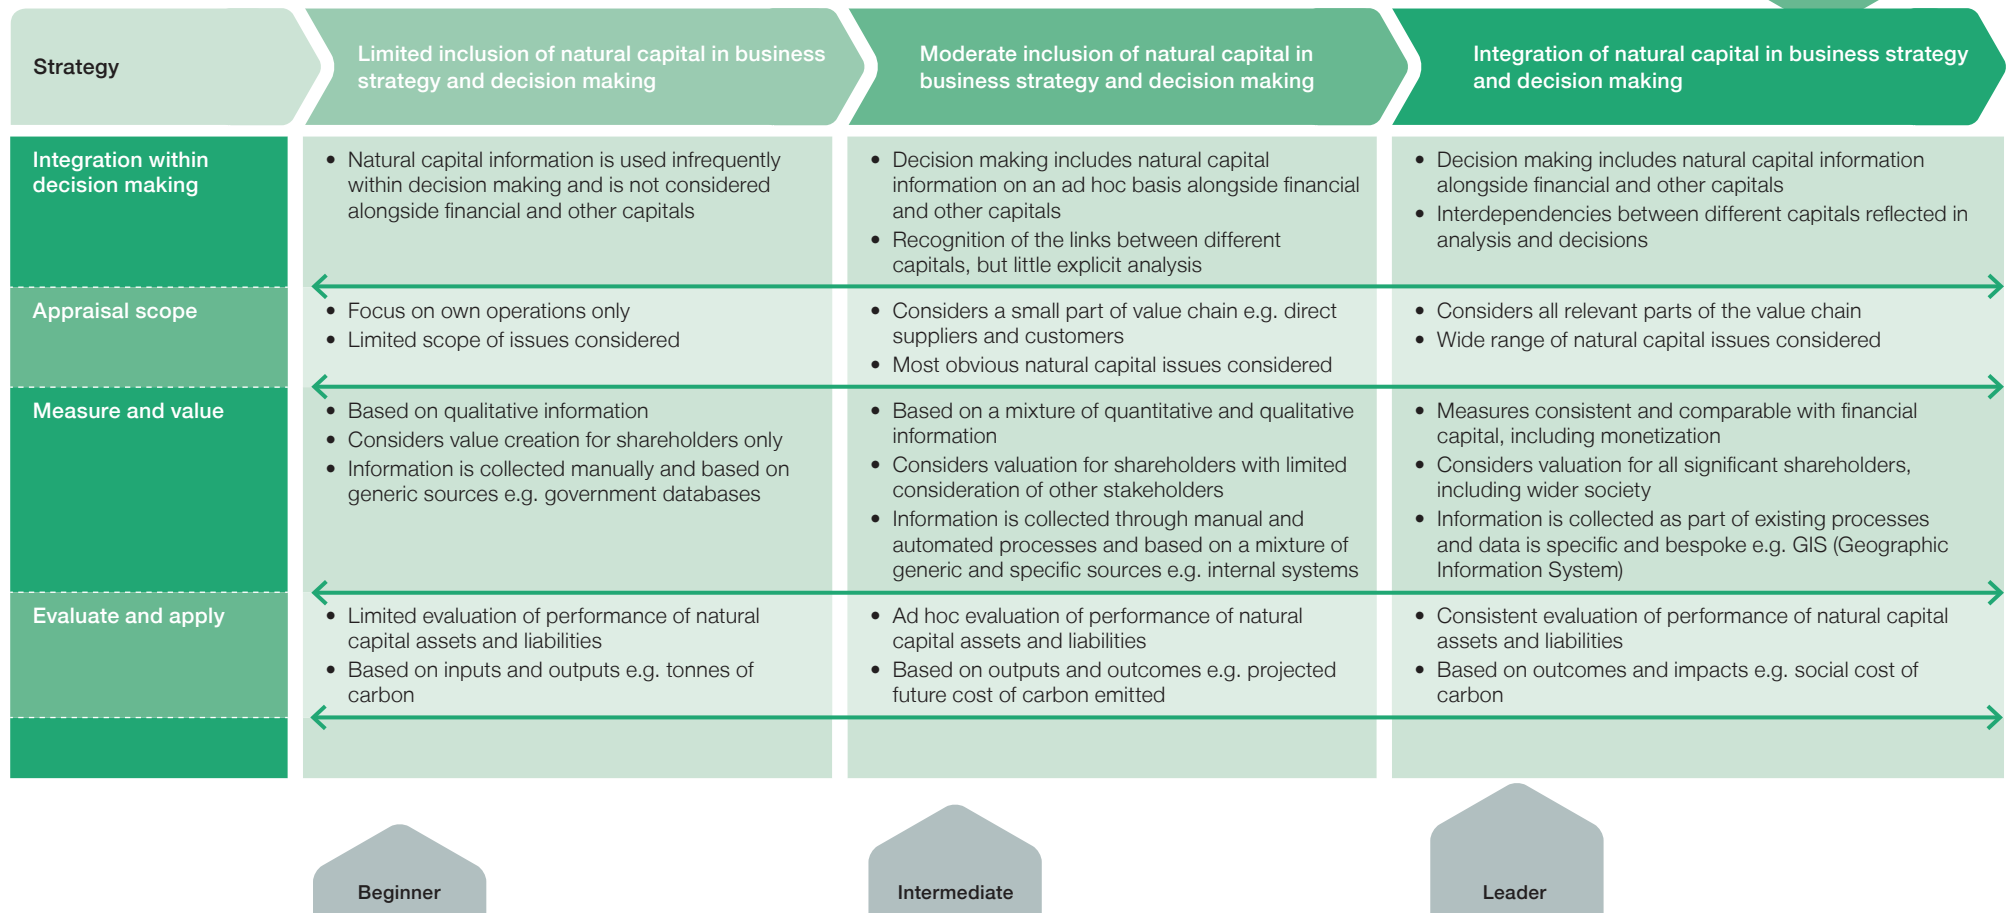 Strategy
Limited inclusion of natural capital in business
strategy and decision making
Moderate inclusion of natural capital in
business strategy and decision making
Integration of natural capital in business strategy
and decision making
Integration within
decision making
• Natural capital information is used infrequently
within decision making and is not considered
alongside financial and other capitals
• Decision making includes natural capital
information on an ad hoc basis alongside financial
and other capitals
• Recognition of the links between different
capitals, but little explicit analysis
• Decision making includes natural capital information
alongside financial and other capitals
• Interdependencies between different capitals reflected in
analysis and decisions
Appraisal scope
• Focus on own operations only
• Limited scope of issues considered
• Considers a small part of value chain e.g. direct
suppliers and customers
• Most obvious natural capital issues considered
• Considers all relevant parts of the value chain
• Wide range of natural capital issues considered
Measure and value
• Based on qualitative information
• Considers value creation for shareholders only
• Information is collected manually and based on
generic sources e.g. government databases
• Based on a mixture of quantitative and qualitative
information
• Considers valuation for shareholders with limited
consideration of other stakeholders
• Information is collected through manual and
automated processes and based on a mixture of
generic and specific sources e.g. internal systems
• Measures consistent and comparable with financial
capital, including monetization
• Considers valuation for all significant shareholders,
including wider society
• Information is collected as part of existing processes
and data is specific and bespoke e.g. GIS (Geographic
Information System)
Evaluate and apply
• Limited evaluation of performance of natural
capital assets and liabilities
• Based on inputs and outputs e.g. tonnes of
carbon
• Ad hoc evaluation of performance of natural
capital assets and liabilities
• Based on outputs and outcomes e.g. projected
future cost of carbon emitted
• Consistent evaluation of performance of natural capital
assets and liabilities
• Based on outcomes and impacts e.g. social cost of
carbon
Beginner
Intermediate
Leader